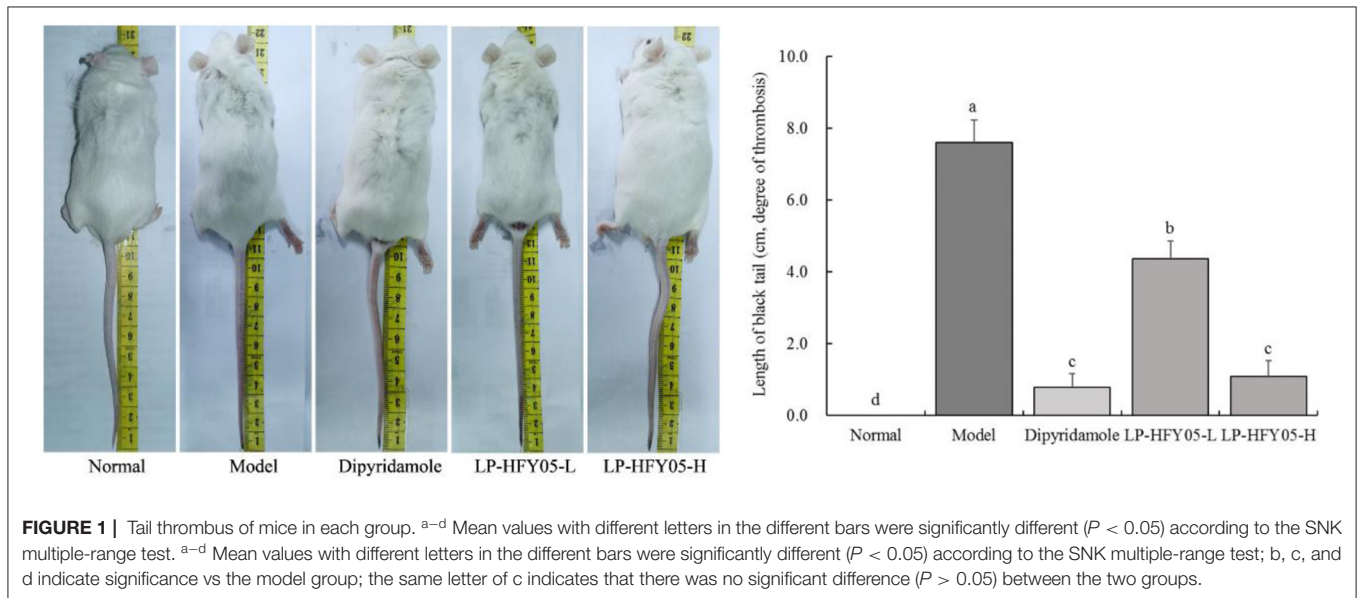 Normal
Model
Dipyridamole
LP-HFY05-L
LP-HFY05-H
Length of black tail (cm, degree of thrombosis)
10.0
8.0
6.0
4.0
2.0
0.0
d
a
c
b
c
Normal
Model
Dipyridamole
LP-HFY05-L
LP-HFY05-H
FIGURE 1 | Tail thrombus of mice in each group. a–d Mean values with different letters in the different bars were significantly different (P < 0.05) according to the SNK
multiple-range test. a–d Mean values with different letters in the different bars were significantly different (P < 0.05) according to the SNK multiple-range test; b, c, and
d indicate significance vs the model group; the same letter of c indicates that there was no significant difference (P > 0.05) between the two groups.